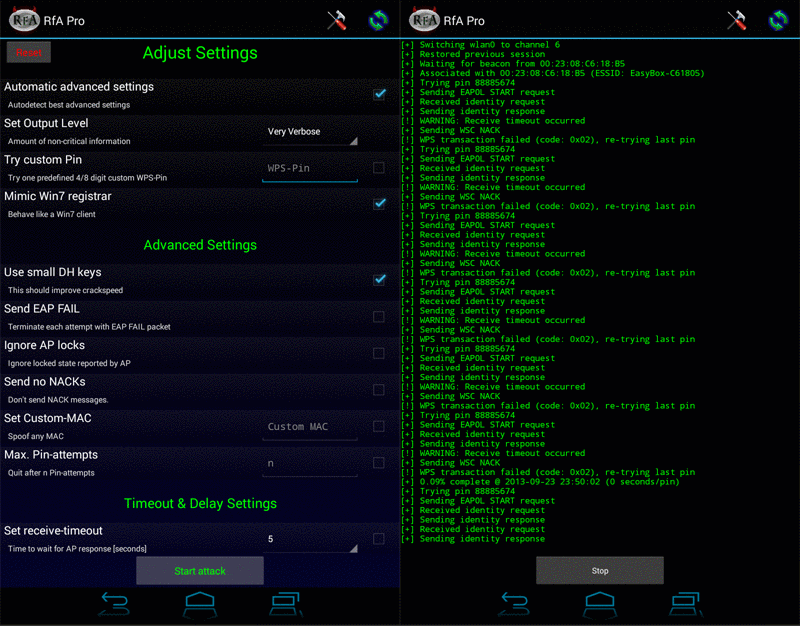 RfA RfA Pro
Reset
Adjust Settings
Automatic advanced settings
Autodetect best advanced settings
Set Output Level
Very Verbose
Amount of non-critical information
Try custom Pin
WPS-Pin
Try one predefined 4/8 digit custom WPS-Pin
Mimic Win7 registrar
Behave like a Win7 client
Advanced Settings
Use small DH keys
This should improve crackspeed
Send EAP FAIL
Terminate each attempt with EAP FAIL packet
Ignore AP locks
Ignore locked state reported by AP
Send no NACKs
Don't send NACK messages.
Set Custom-MAC
Custom MAC
Spoof any MAC
Max. Pin-attempts
n
Quit after n Pin-attempts
Timeout & Delay Settings
Set receive-timeout
5
Time to wait for AP response [seconds]
Start attack
RfA RfA Pro
[+] Switching wlan0 to channel 6
[+] Restored previous session
[+] Waiting for beacon from 00:23:08:C6:18:B5
[+] Associated with 00:23:08:C6:18:B5 (ESSID: EasyBox-C61805)
[+] Trying pin 88885674
[+] Sending EAPOL START request
[+] Received identity request
[+] Sending identity response
[!] WARNING: Receive timeout occurred
[+] Sending WSC NACK
[!] WPS transaction failed (code: 0x02), re-trying last pin
[+] Trying pin 88885674
[+] Sending EAPOL START request
[+] Received identity request
[+] Sending identity response
[!] WARNING: Receive timeout occurred
[+] Sending WSC NACK
[!] WPS transaction failed (code: 0x02), re-trying last pin
[+] Trying pin 88885674
[+] Sending EAPOL START request
[+] Received identity request
[+] Sending identity response
[!] WARNING: Receive timeout occurred
[+] Sending WSC NACK
[!] WPS transaction failed (code: 0x02), re-trying last pin
[+] Trying pin 88885674
[+] Sending EAPOL START request
[+] Received identity request
[+] Sending identity response
[!] WARNING: Receive timeout occurred
[+] Sending WSC NACK
[!] WPS transaction failed (code: 0x02), re-trying last pin
[+] Trying pin 88885674
[+] Sending EAPOL START request
[+] Received identity request
[+] Sending identity response
[!] WARNING: Receive timeout occurred
[+] Sending WSC NACK
[!] WPS transaction failed (code: 0x02), re-trying last pin
[+] Trying pin 88885674
[+] Sending EAPOL START request
[+] Received identity request
[+] Sending identity response
[!] WARNING: Receive timeout occurred
[+] Sending WSC NACK
[!] WPS transaction failed (code: 0x02), re-trying last pin
[+] 0.09% complete @ 2013-09-23 23:50:02 (0 seconds/pin)
[+] Trying pin 88885674
[+] Sending EAPOL START request
[+] Received identity request
[+] Sending EAPOL START request
[+] Received identity request
[+] Sending identity response
Stop